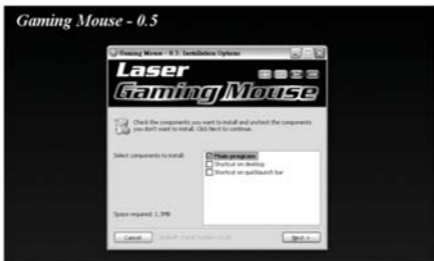 Gaming Mouse - 0.5
Gaming Mouse - 0.5: Installation Options
Laser
Gaming Mouse
Check the components you want to install and uncheck the components
you don't want to install. Click Next to continue.
Select components to install:
Main program
Shortcut on desktop
Shortcut on quicklaunch bar
Space required: 1.3MB
Cancel
Next >